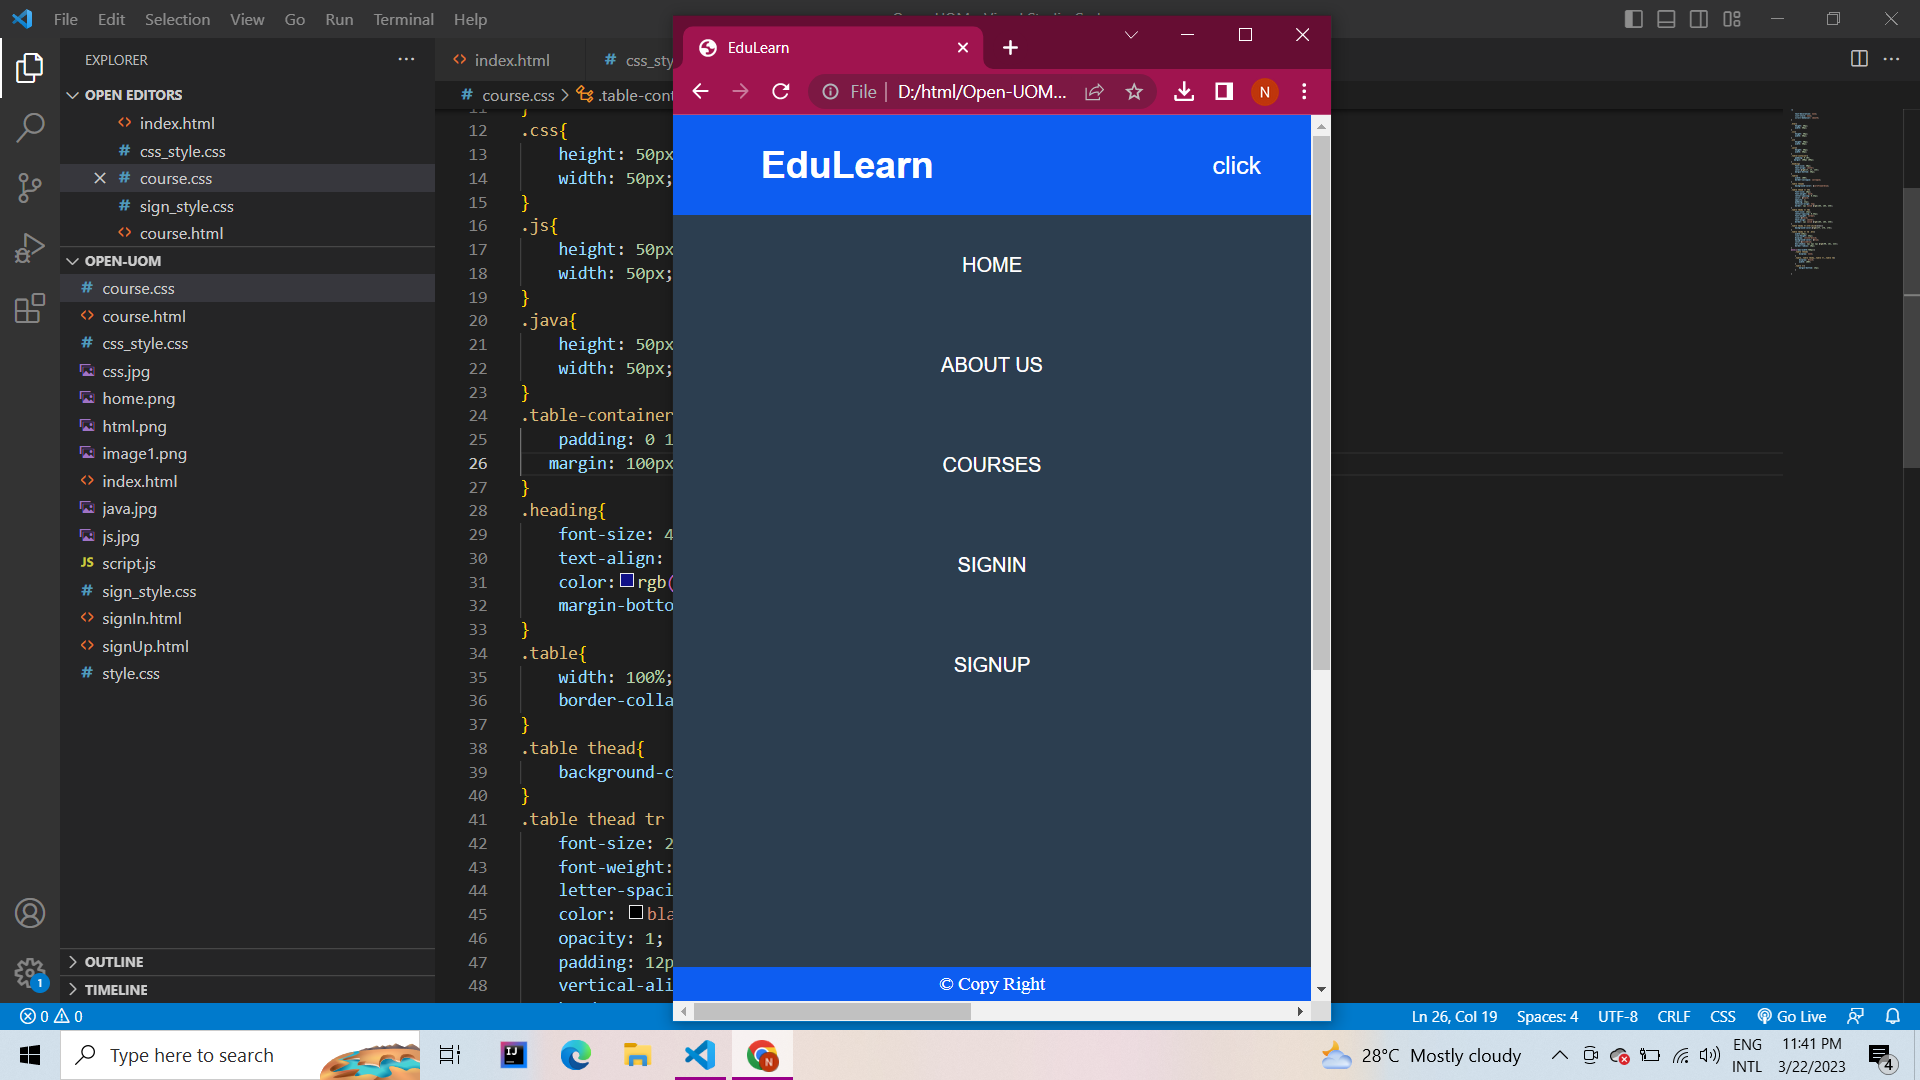 File Edit Selection View Go Run Terminal Help
EXPLORER
OPEN EDITORS
index.html
css_style.css
course.css
sign_style.css
course.html
OPEN-UOM
course.css
course.html
css_style.css
css.jpg
home.png
html.png
image1.png
index.html
java.jpg
js.jpg
JS script.js
sign_style.css
signIn.html
signUp.html
style.css
OUTLINE
TIMELINE
index.html # css_sty
# course.css > .table-cont
12 .css{
13 height: 50px
14 width: 50px;
15 }
16 .js{
17 height: 50px
18 width: 50px;
19 }
20 .java{
21 height: 50px
22 width: 50px;
23 }
24 .table-container
25 padding: 0 1
26 margin: 100px
27 }
28 .heading{
29 font-size: 4
30 text-align:
31 color: rgb(
32 margin-botto
33 }
34 .table{
35 width: 100%;
36 border-colla
37 }
38 .table thead{
39 background-c
40 }
41 .table thead tr
42 font-size: 2
43 font-weight:
44 letter-spaci
45 color: bla
46 opacity: 1;
47 padding: 12p
48 vertical-ali
EduLearn
File | D:/html/Open-UOM... N
EduLearn click
HOME
ABOUT US
COURSES
SIGNIN
SIGNUP
© Copy Right
1
0 0 Ln 26, Col 19 Spaces: 4 UTF-8 CRLF CSS Go Live
Type here to search
28°C Mostly cloudy
ENG
INTL
11:41 PM
3/22/2023
4